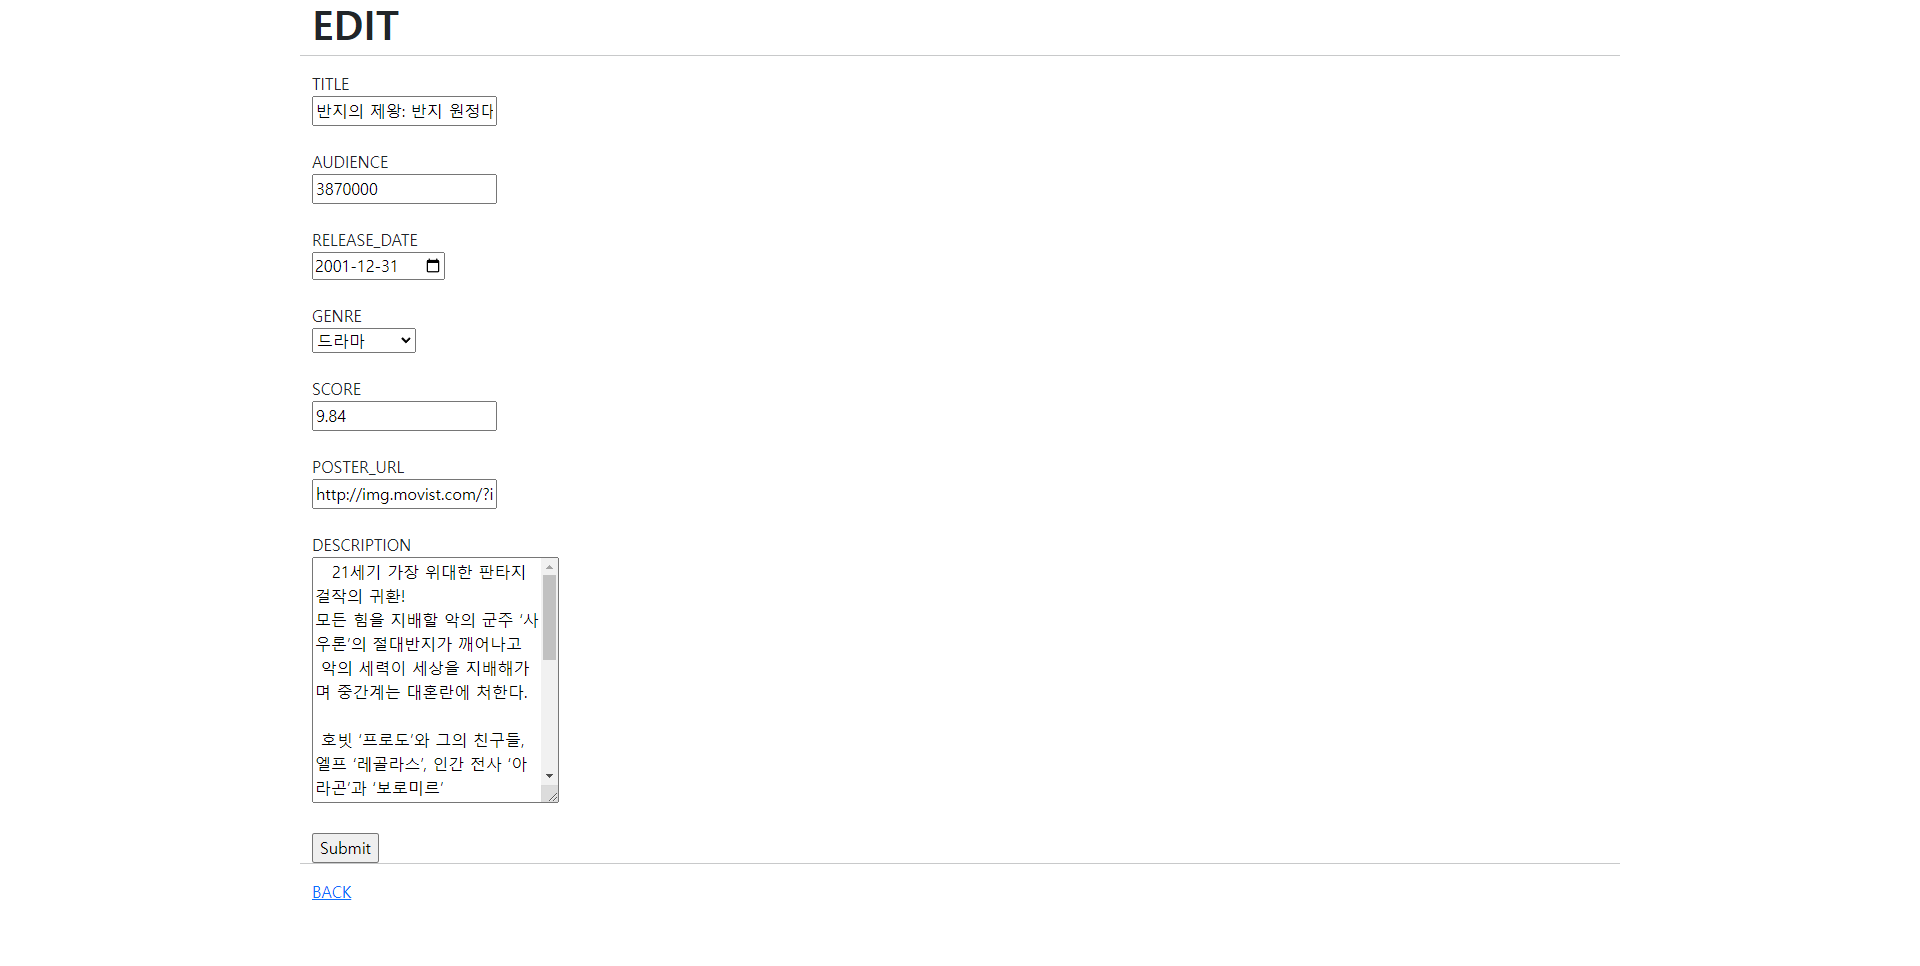 EDIT
TITLE
반지의 제왕: 반지 원정
AUDIENCE
3870000
RELEASE_DATE
2001-12-31
GENRE
드라마
SCORE
9.84
POSTER_URL
http://img.movist.com/?i
DESCRIPTION
21세기 가장 위대한 판타지
걸작의 귀환!
모든 힘을 지배할 악의 군주 ‘사
우론’의 절대반지가 깨어나고
악의 세력이 세상을 지배해가
며 중간계는 대혼란에 처한다.
호빗 ‘프로도’와 그의 친구들,
엘프 ‘레골라스’, 인간 전사 ‘아
라곤’과 ‘보로미르’
Submit
BACK